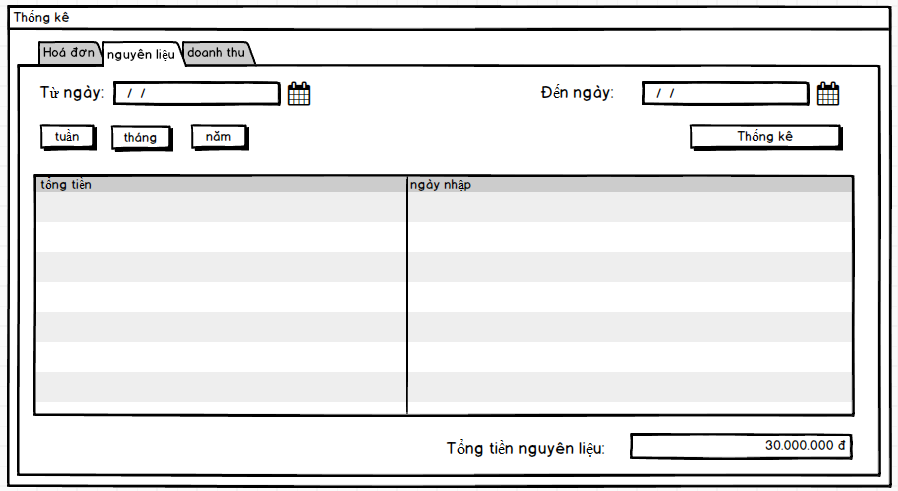 Thống kê
Hoá đơn nguyên liệu doanh thu
Từ ngày: / / Đến ngày: / /
tuần tháng năm Thống kê
tổng tiền ngày nhập
Tổng tiền nguyên liệu: 30.000.000 đ